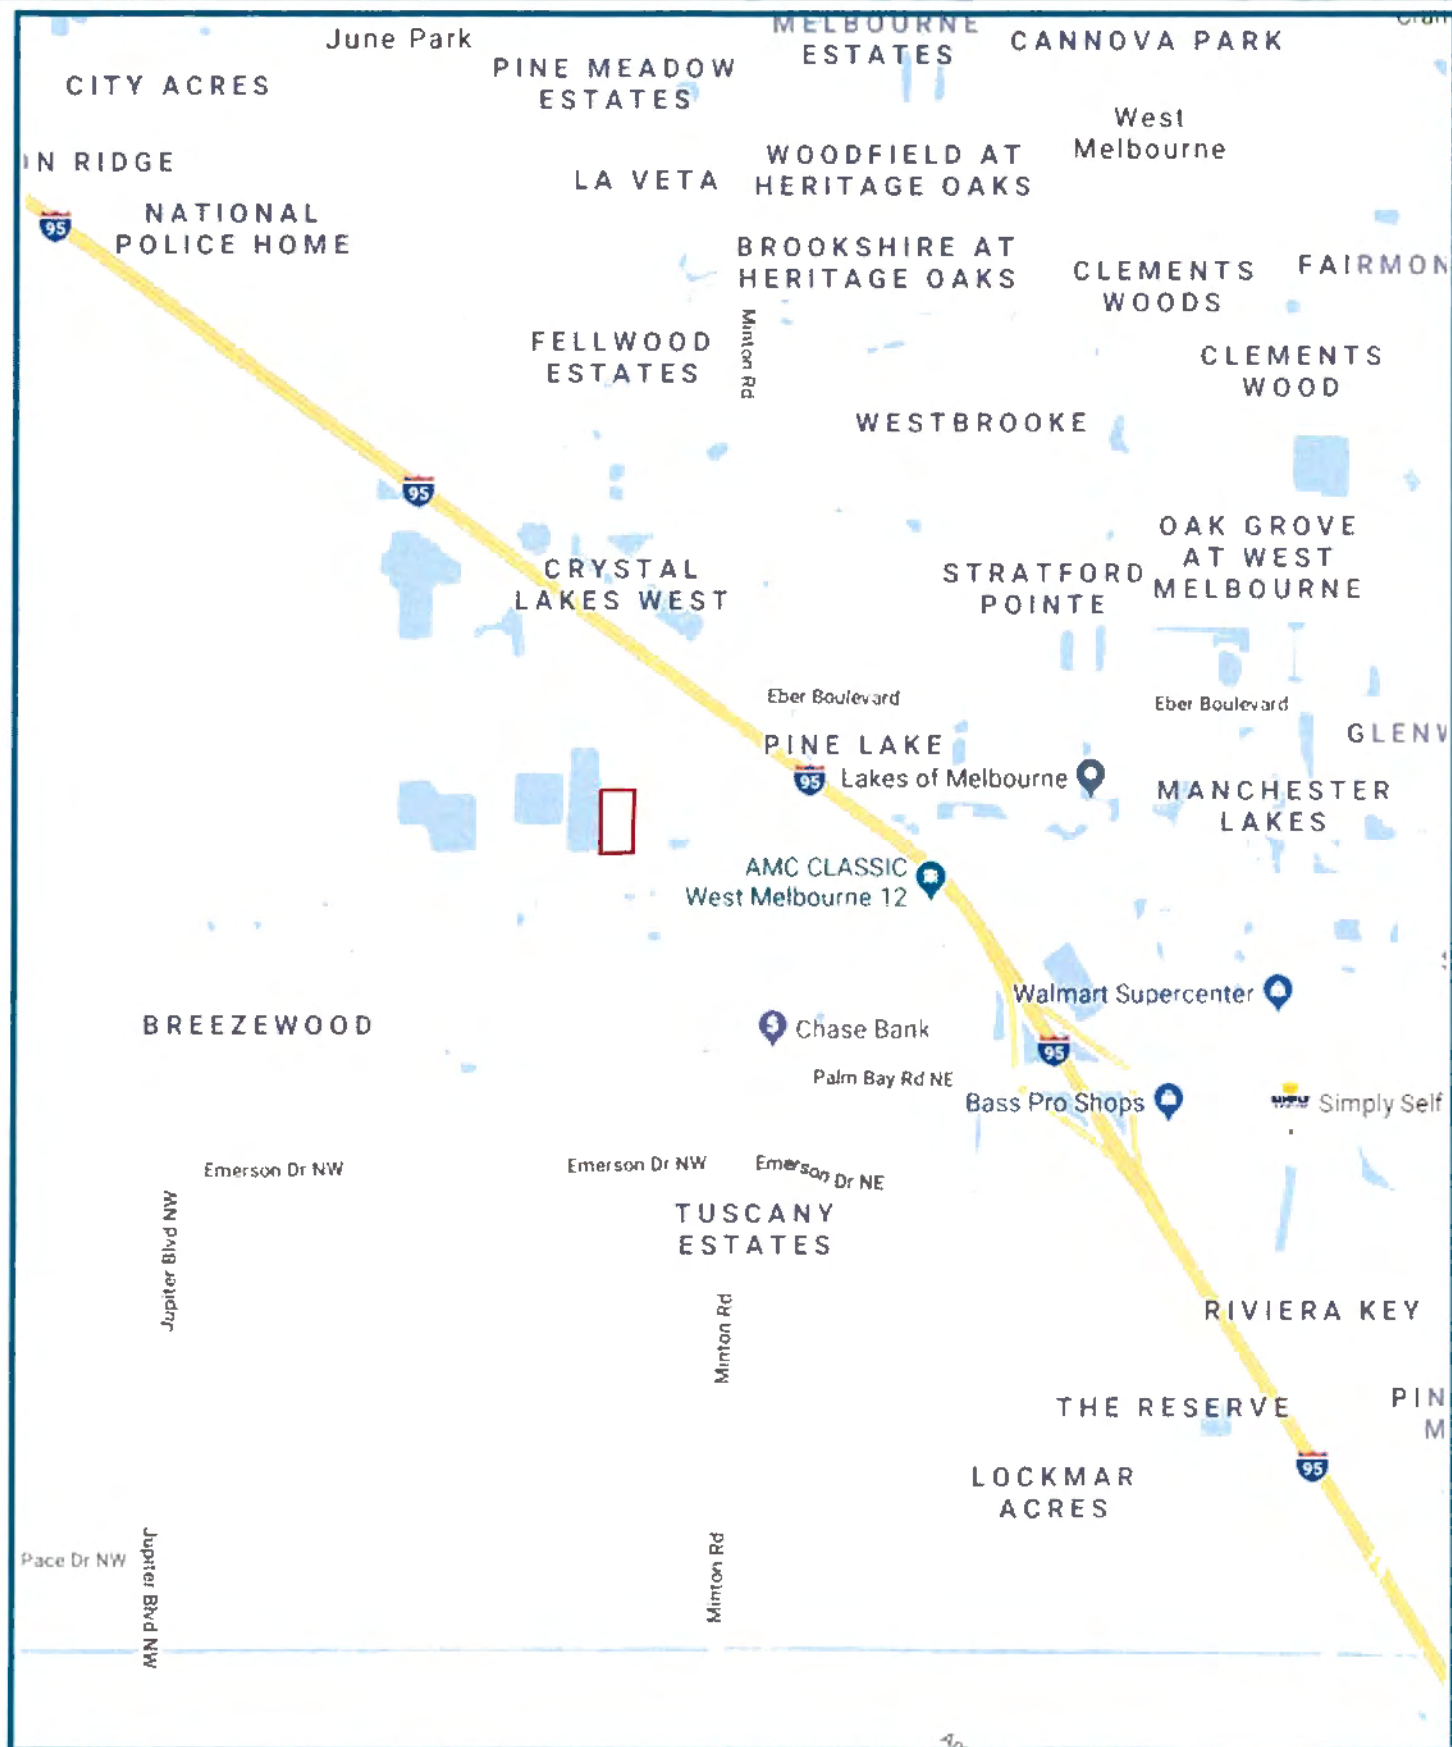 June Park
MELBOURNE
ESTATES
CANNOVA PARK
CITY ACRES
PINE MEADOW
ESTATES
West
Melbourne
N RIDGE
LA VETA
WOODFIELD AT
HERITAGE OAKS
95
NATIONAL
POLICE HOME
BROOKSHIRE AT
HERITAGE OAKS
CLEMENTS
WOODS
FAIRMON
FELLWOOD
ESTATES
Minton Rd
CLEMENTS
WOOD
WESTBROOKE
95
OAK GROVE
AT WEST
MELBOURNE
CRYSTAL
LAKES WEST
STRATFORD
POINTE
Eber Boulevard
Eber Boulevard
PINE LAKE
GLENW
95
Lakes of Melbourne
MANCHESTER
LAKES
AMC CLASSIC
West Melbourne 12
Walmart Supercenter
BREEZEWOOD
Chase Bank
95
Palm Bay Rd NE
Bass Pro Shops
Simply Self
Emerson Dr NW
Emerson Dr NW
Emerson Dr NE
Jupiter Blvd NW
TUSCANY
ESTATES
Minton Rd
RIVIERA KEY
THE RESERVE
PIN
M
LOCKMAR
ACRES
95
Pace Dr NW
Jupiter Blvd NW
Minton Rd